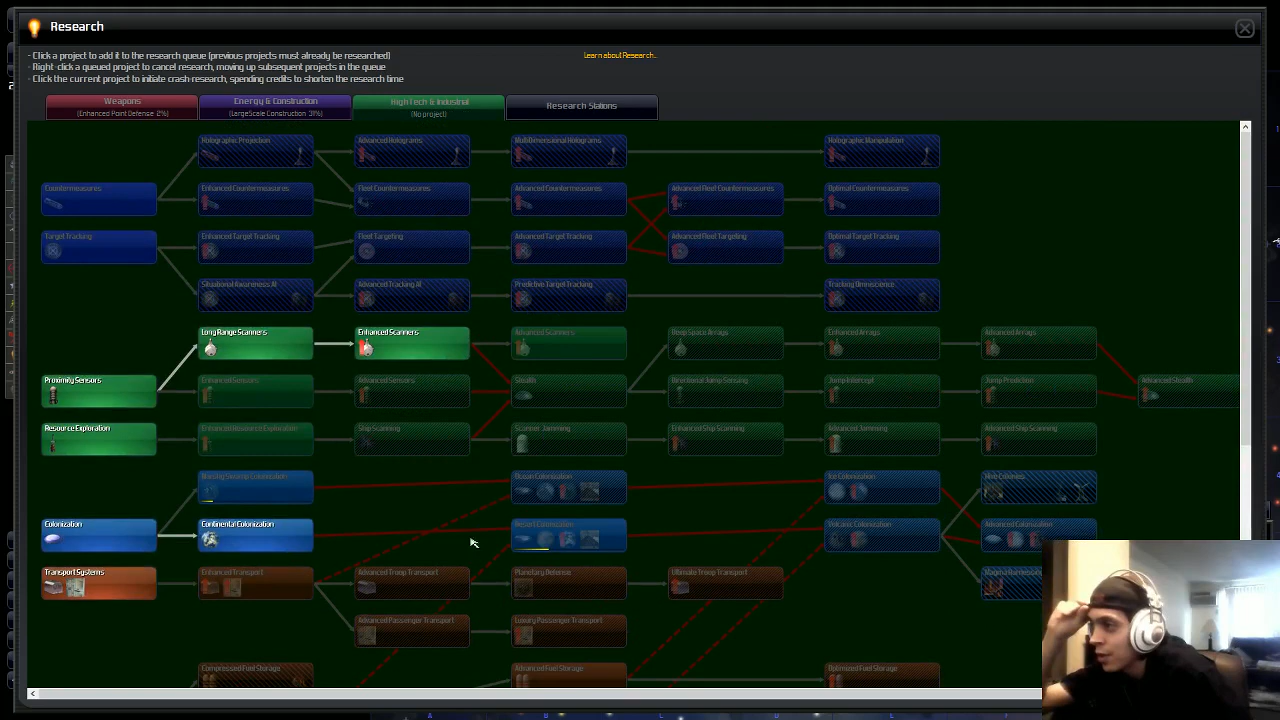 Research
- Click a project to add it to the research queue (previous projects must already be researched)
- Right-click a queued project to cancel research, moving up subsequent projects in the queue
- Click the current project to initiate crash-research, spending credits to shorten the research time
Learn about Research...
Weapons
(Enhanced Point Defense 2%)
Energy & Construction
(LargeScale Construction 31%)
HighTech & Industrial
(No project)
Research Stations
Holographic Projection
Advanced Holograms
MultiDimensional Holograms
Holographic Manipulation
Countermeasures
Enhanced Countermeasures
Fleet Countermeasures
Advanced Countermeasures
Advanced Fleet Countermeasures
Optimal Countermeasures
Target Tracking
Enhanced Target Tracking
Fleet Targeting
Advanced Target Tracking
Advanced Fleet Targeting
Optimal Target Tracking
Situational Awareness AI
Advanced Tracking AI
Predictive Target Tracking
Tracking Omniscience
Long Range Scanners
Enhanced Scanners
Advanced Scanners
Deep Space Arrays
Enhanced Arrays
Advanced Arrays
Proximity Sensors
Enhanced Sensors
Advanced Sensors
Stealth
Directional Jump Sensing
Jump Intercept
Jump Prediction
Advanced Stealth
Resource Exploration
Enhanced Resource Exploration
Ship Scanning
Scanner Jamming
Enhanced Ship Scanning
Advanced Jamming
Advanced Ship Scanning
Marshy Swamp Colonization
Ocean Colonization
Ice Colonization
Colonization
Continental Colonization
Desert Colonization
Volcanic Colonization
Advanced Colonization
Transport Systems
Enhanced Transport
Advanced Troop Transport
Planetary Defense
Ultimate Troop Transport
Advanced Passenger Transport
Luxury Passenger Transport
Compressed Fuel Storage
Advanced Fuel Storage
Optimized Fuel Storage